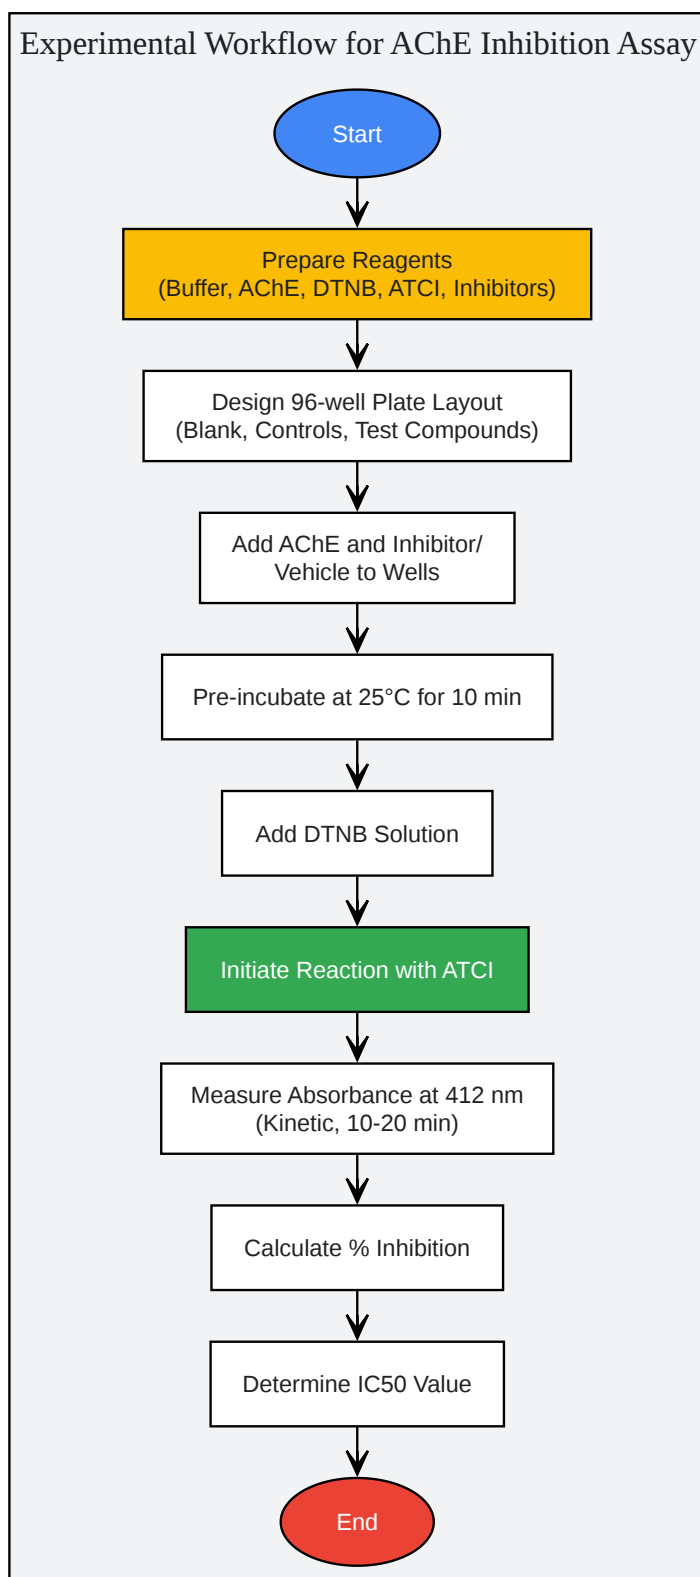 Experimental Workflow for AChE Inhibition Assay
Start
Prepare Reagents
(Buffer, AChE, DTNB, ATCI, Inhibitors)
Design 96-well Plate Layout
(Blank, Controls, Test Compounds)
Add AChE and Inhibitor/
Vehicle to Wells
Pre-incubate at 25°C for 10 min
Add DTNB Solution
Initiate Reaction with ATCI
Measure Absorbance at 412 nm
(Kinetic, 10-20 min)
Calculate % Inhibition
Determine IC50 Value
End